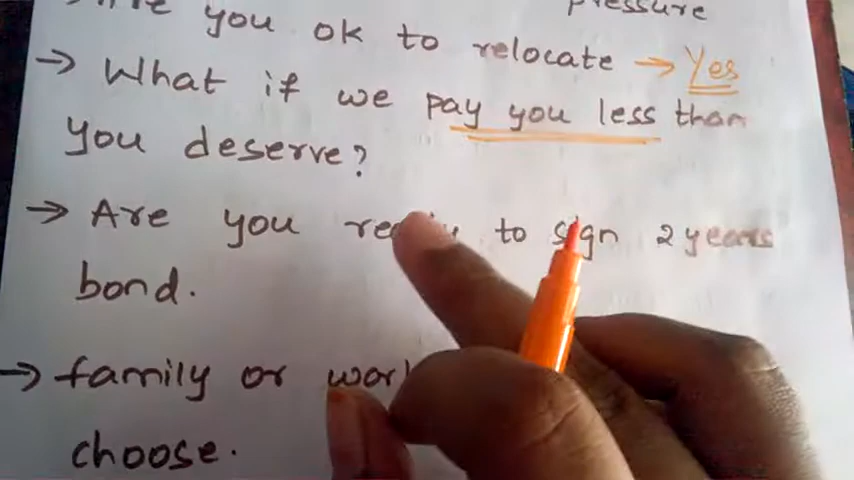 you ok to relocate → Yes
→ What if we pay you less than
you deserve?
→ Are you to sign 2 years
bond.
→ family or
choose.